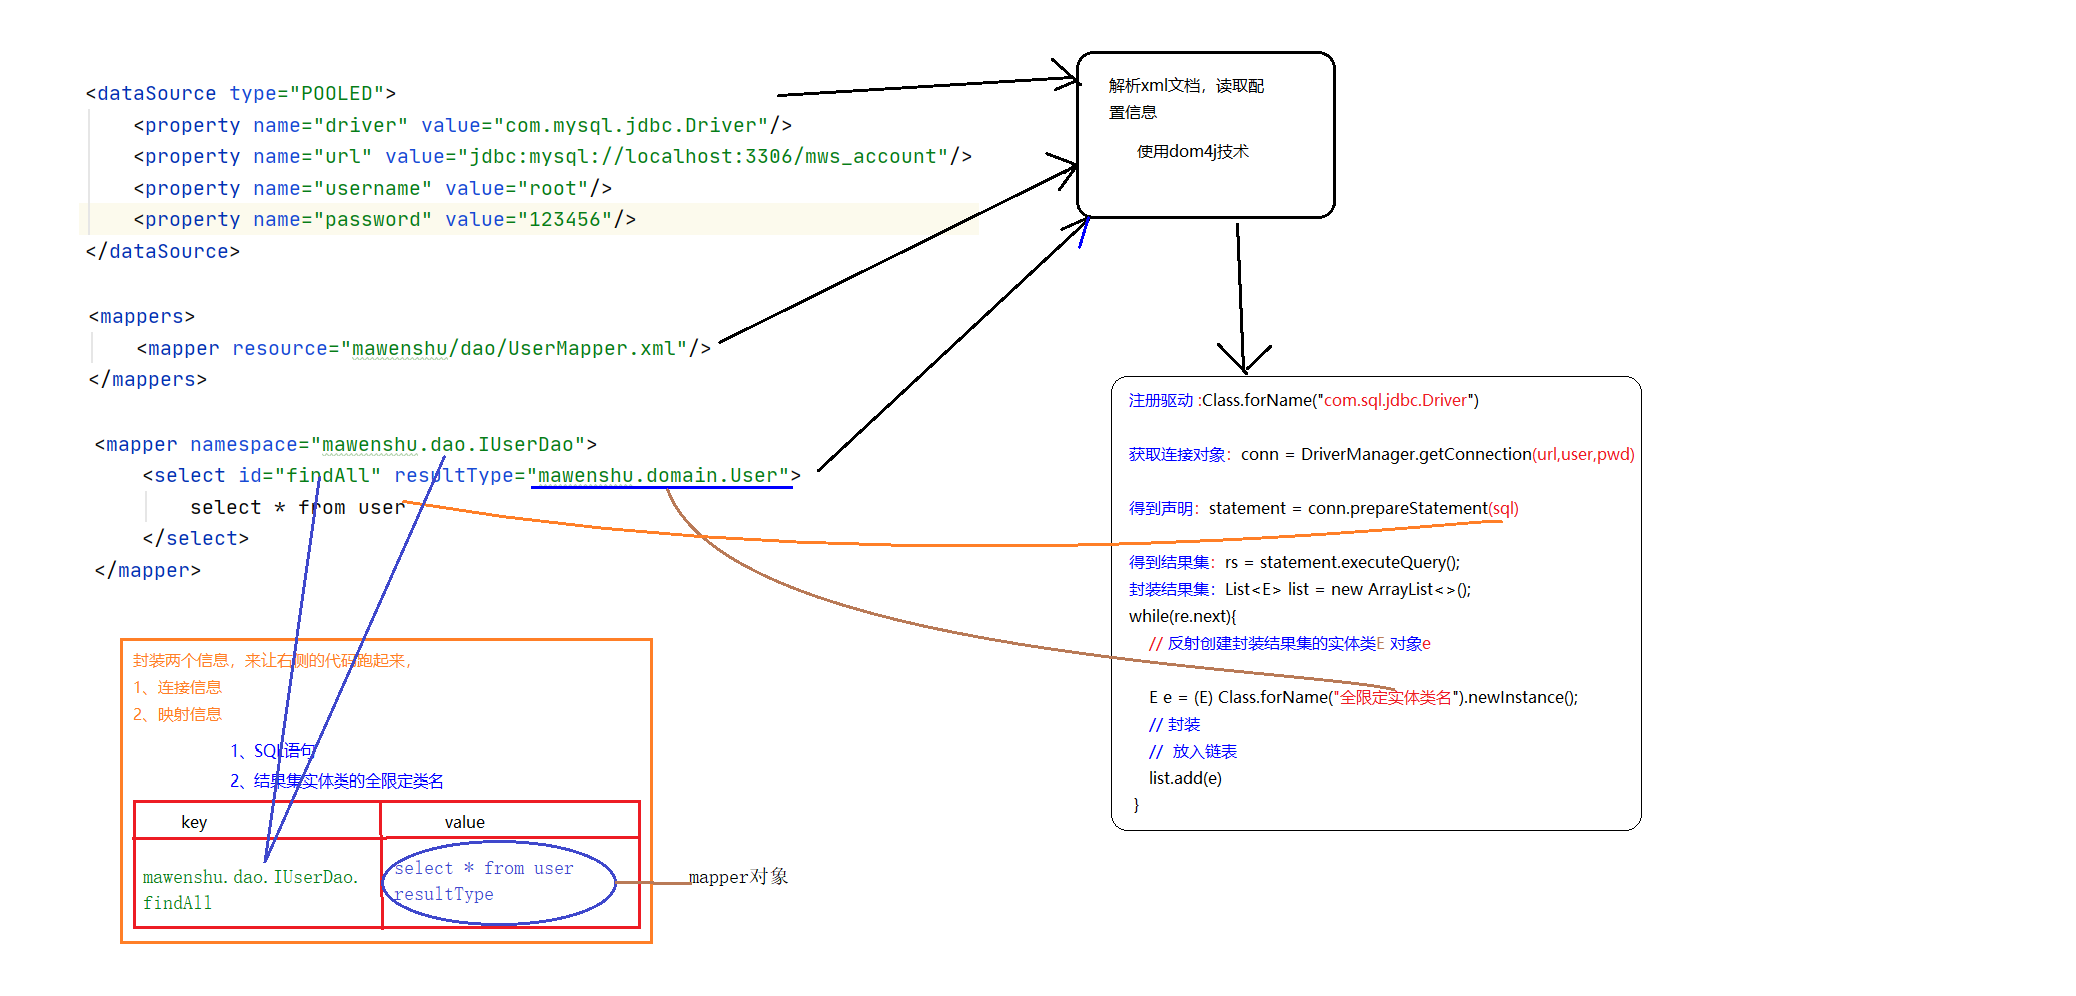 <dataSource type="POOLED">
<property name="driver" value="com.mysql.jdbc.Driver"/>
<property name="url" value="jdbc:mysql://localhost:3306/mws_account"/>
<property name="username" value="root"/>
<property name="password" value="123456"/>
</dataSource>
<mappers>
<mapper resource="mawenshu/dao/UserMapper.xml"/>
</mappers>
<mapper namespace="mawenshu.dao.IUserDao">
<select id="findAll" resultType="mawenshu.domain.User">
select * from user
</select>
</mapper>
解析xml文档，读取配
置信息
使用dom4j技术
注册驱动 :Class.forName("com.sql.jdbc.Driver")
获取连接对象：conn = DriverManager.getConnection(url,user,pwd)
得到声明：statement = conn.prepareStatement(sql)
得到结果集：rs = statement.executeQuery();
封装结果集：List<E> list = new ArrayList<>();
while(re.next){
// 反射创建封装结果集的实体类E 对象e
E e = (E) Class.forName("全限定实体类名").newInstance();
// 封装
// 放入链表
list.add(e)
}
封装两个信息，来让右侧的代码跑起来，
1、连接信息
2、映射信息
1、SQL语句
2、结果集实体类的全限定类名
key value
mawenshu.dao.IUserDao.
findAll
select * from user
resultType
mapper对象